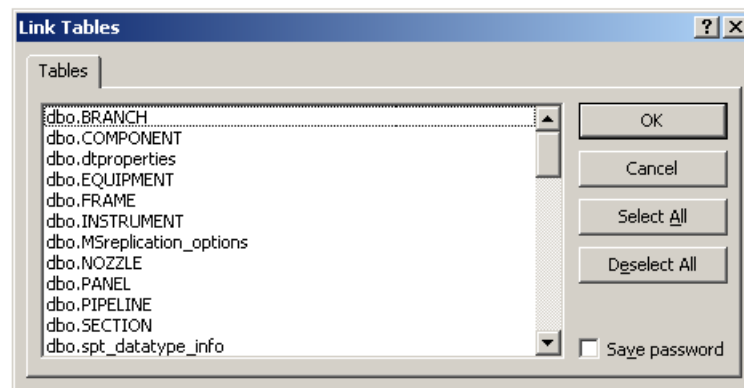 Link Tables
Tables
dbo.BRANCH
dbo.COMPONENT
dbo.dtproperties
dbo.EQUIPMENT
dbo.FRAME
dbo.INSTRUMENT
dbo.MSreplication_options
dbo.NOZZLE
dbo.PANEL
dbo.PIPELINE
dbo.SECTION
dbo.spt_datatype_info
OK
Cancel
Select All
Deselect All
Save password